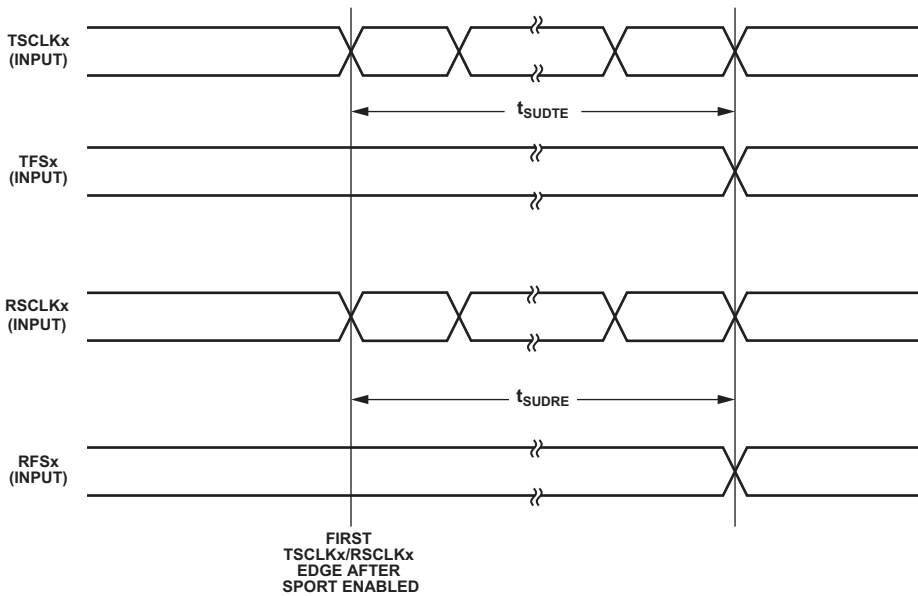 TSCLKx
(INPUT)
tSUDTE
TFSx
(INPUT)
RSCLKx
(INPUT)
tSUDRE
RFSx
(INPUT)
FIRST
TSCLKx/RSCLKx
EDGE AFTER
SPORT ENABLED